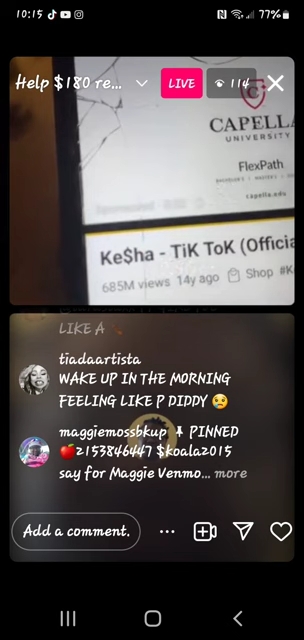 10:15
77%
Help $180 re...
LIVE
114
C
CAPELLA
UNIVERSITY
FlexPath
capella.edu
Ke$ha - TiK ToK (Officia
685M views 14y ago Shop #K
LIKE A
tiadaartista
WAKE UP IN THE MORNING
FEELING LIKE P DIDDY 😢
maggiemossbkup 📌 PINNED
🍎2153846447 $koala2015
say for Maggie Venmo... more
Add a comment.